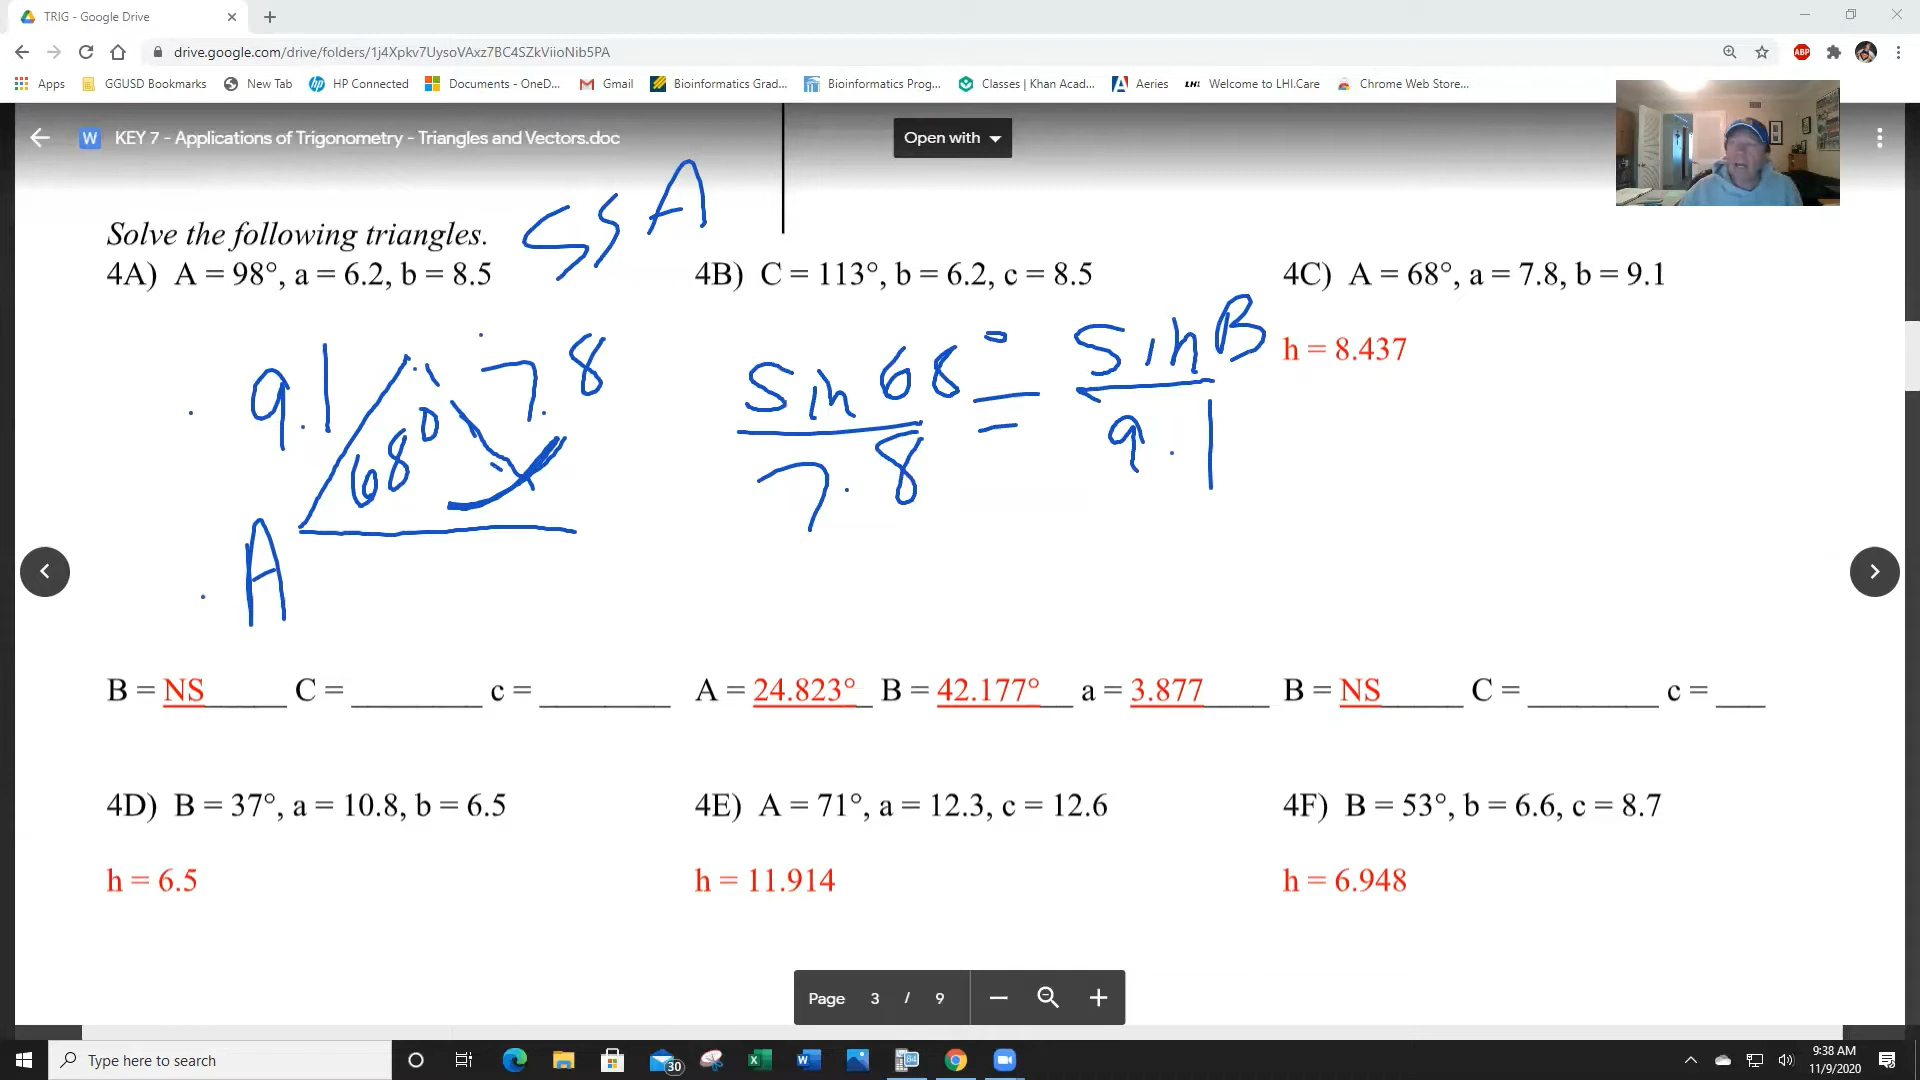 TRIG - Google Drive
drive.google.com/drive/folders/1j4Xpkv7UysoVAxz7BC4SZkViioNib5PA
ABP
Apps GGUSD Bookmarks New Tab HP Connected Documents - OneD... Gmail Bioinformatics Grad... Bioinformatics Prog... Classes | Khan Acad... Aeries LHI Welcome to LHI.Care Chrome Web Store...
W KEY 7 - Applications of Trigonometry - Triangles and Vectors.doc
Open with
SSA
Solve the following triangles.
4A) A = 98°, a = 6.2, b = 8.5
4B) C = 113°, b = 6.2, c = 8.5
4C) A = 68°, a = 7.8, b = 9.1
h = 8.437
9.1 7.8
68°
A
sin 68° = sin B
7.8 9.1
B = NS C = c =
A = 24.823° B = 42.177° a = 3.877
B = NS C = c =
4D) B = 37°, a = 10.8, b = 6.5
4E) A = 71°, a = 12.3, c = 12.6
4F) B = 53°, b = 6.6, c = 8.7
h = 6.5
h = 11.914
h = 6.948
Page 3 / 9
Type here to search
30
9:38 AM
11/9/2020